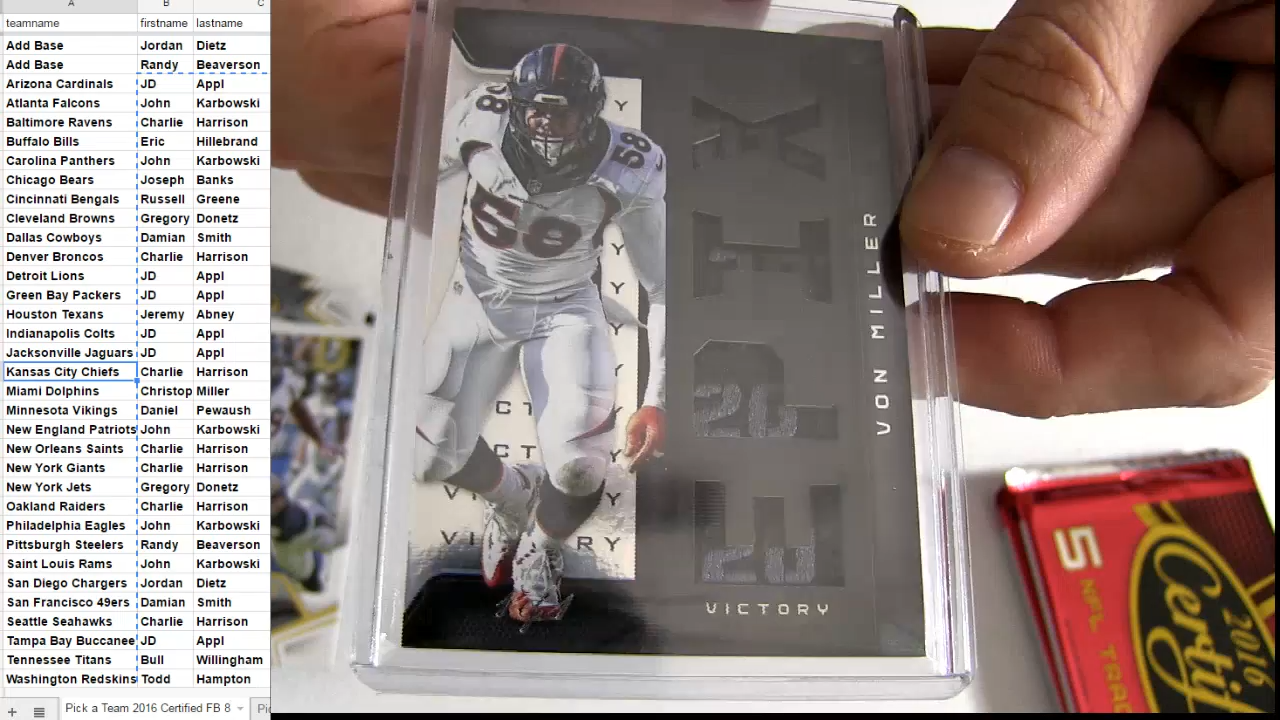 A B C
teamname firstname lastname
Add Base Jordan Dietz
Add Base Randy Beaverson
Arizona Cardinals JD Appl
Atlanta Falcons John Karbowski
Baltimore Ravens Charlie Harrison
Buffalo Bills Eric Hillebrand
Carolina Panthers John Karbowski
Chicago Bears Joseph Banks
Cincinnati Bengals Russell Greene
Cleveland Browns Gregory Donetz
Dallas Cowboys Damian Smith
Denver Broncos Charlie Harrison
Detroit Lions JD Appl
Green Bay Packers JD Appl
Houston Texans Jeremy Abney
Indianapolis Colts JD Appl
Jacksonville Jaguars JD Appl
Kansas City Chiefs Charlie Harrison
Miami Dolphins Christop Miller
Minnesota Vikings Daniel Pewaush
New England Patriots John Karbowski
New Orleans Saints Charlie Harrison
New York Giants Charlie Harrison
New York Jets Gregory Donetz
Oakland Raiders Charlie Harrison
Philadelphia Eagles John Karbowski
Pittsburgh Steelers Randy Beaverson
Saint Louis Rams John Karbowski
San Diego Chargers Jordan Dietz
San Francisco 49ers Damian Smith
Seattle Seahawks Charlie Harrison
Tampa Bay Buccanee JD Appl
Tennessee Titans Bull Willingham
Washington Redskins Todd Hampton
Pick a Team 2016 Certified FB 8
58
58
58
VON MILLER
VICTORY
5 NFL TRAD
2016
Certif